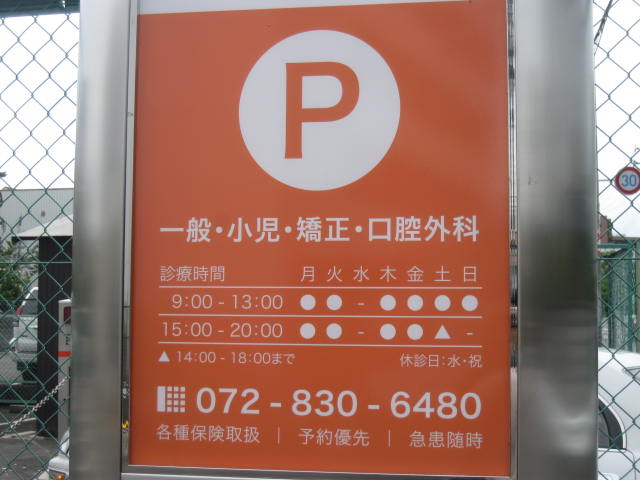 P
30
一般・小児・矯正・口腔外科
診療時間 月 火 水 木 金 土 日
9:00 - 13:00 ● ● - ● ● ● ●
15:00 - 20:00 ● ● - ● ● ▲ -
▲ 14:00 - 18:00まで 休診日:水・祝
072 - 830 - 6480
各種保険取扱 | 予約優先 | 急患随時